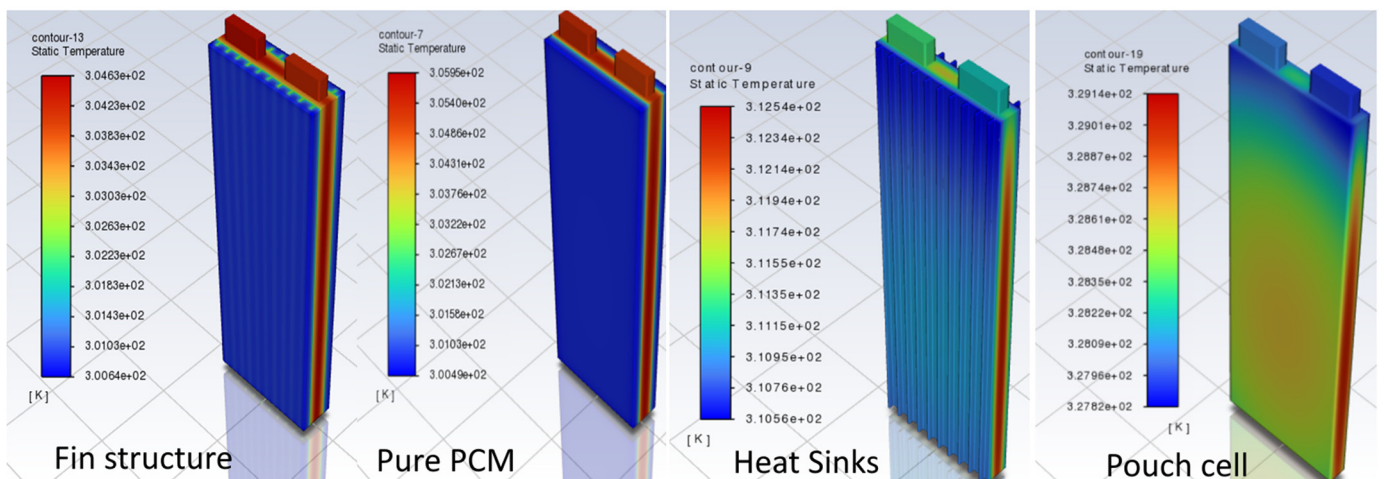 contour-13
Static Temperature
3.0463e+02
3.0423e+02
3.0383e+02
3.0343e+02
3.0303e+02
3.0263e+02
3.0223e+02
3.0183e+02
3.0143e+02
3.0103e+02
3.0064e+02
[K]
Fin structure
contour-7
Static Temperature
3.0595e+02
3.0540e+02
3.0486e+02
3.0431e+02
3.0376e+02
3.0322e+02
3.0267e+02
3.0213e+02
3.0158e+02
3.0103e+02
3.0049e+02
[K]
Pure PCM
contour-9
Static Temperature
3.1254e+02
3.1234e+02
3.1214e+02
3.1194e+02
3.1174e+02
3.1155e+02
3.1135e+02
3.1115e+02
3.1095e+02
3.1076e+02
3.1056e+02
[K]
Heat Sinks
contour-19
Static Temperature
3.2914e+02
3.2901e+02
3.2887e+02
3.2874e+02
3.2861e+02
3.2848e+02
3.2835e+02
3.2822e+02
3.2809e+02
3.2796e+02
3.2782e+02
[K]
Pouch cell